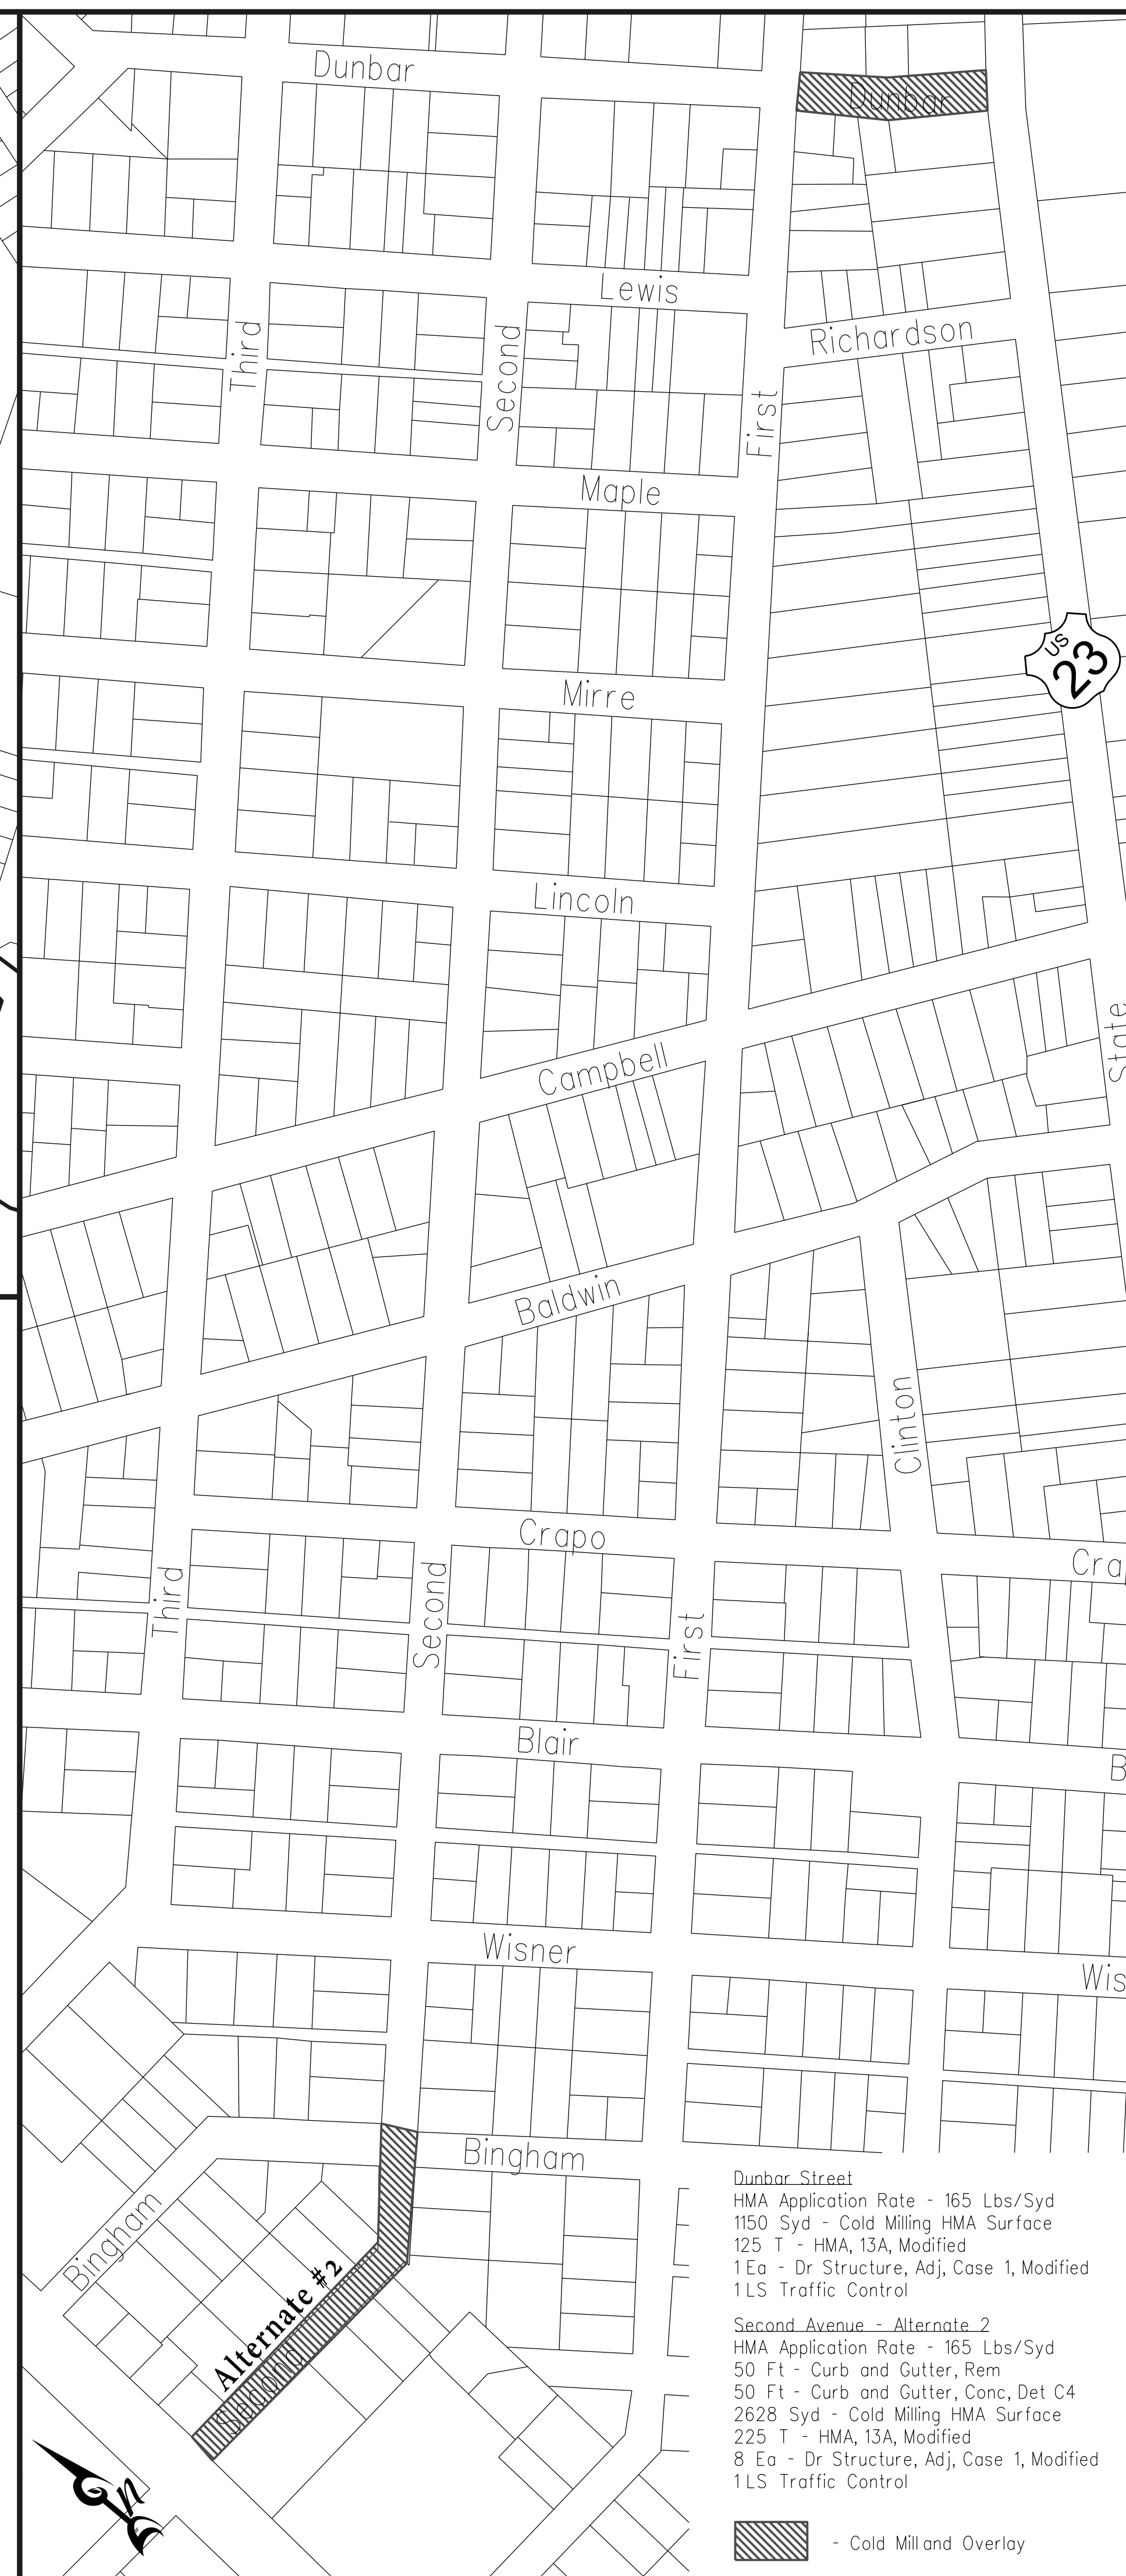 Dunbar
Dunbar
Lewis
Richardson
Third
Second
First
Maple
US
23
Mirre
Lincoln
State
Campbell
Baldwin
Clinton
Crapo
Third
Second
First
Blair
B
Wisner
Wis
Bingham
Bingham
Alternate #2
Second
n
Dunbar Street
HMA Application Rate - 165 Lbs/Syd
1150 Syd - Cold Milling HMA Surface
125 T - HMA, 13A, Modified
1 Ea - Dr Structure, Adj, Case 1, Modified
1 LS Traffic Control
Second Avenue - Alternate 2
HMA Application Rate - 165 Lbs/Syd
50 Ft - Curb and Gutter, Rem
50 Ft - Curb and Gutter, Conc, Det C4
2628 Syd - Cold Milling HMA Surface
225 T - HMA, 13A, Modified
8 Ea - Dr Structure, Adj, Case 1, Modified
1 LS Traffic Control
- Cold Mill and Overlay